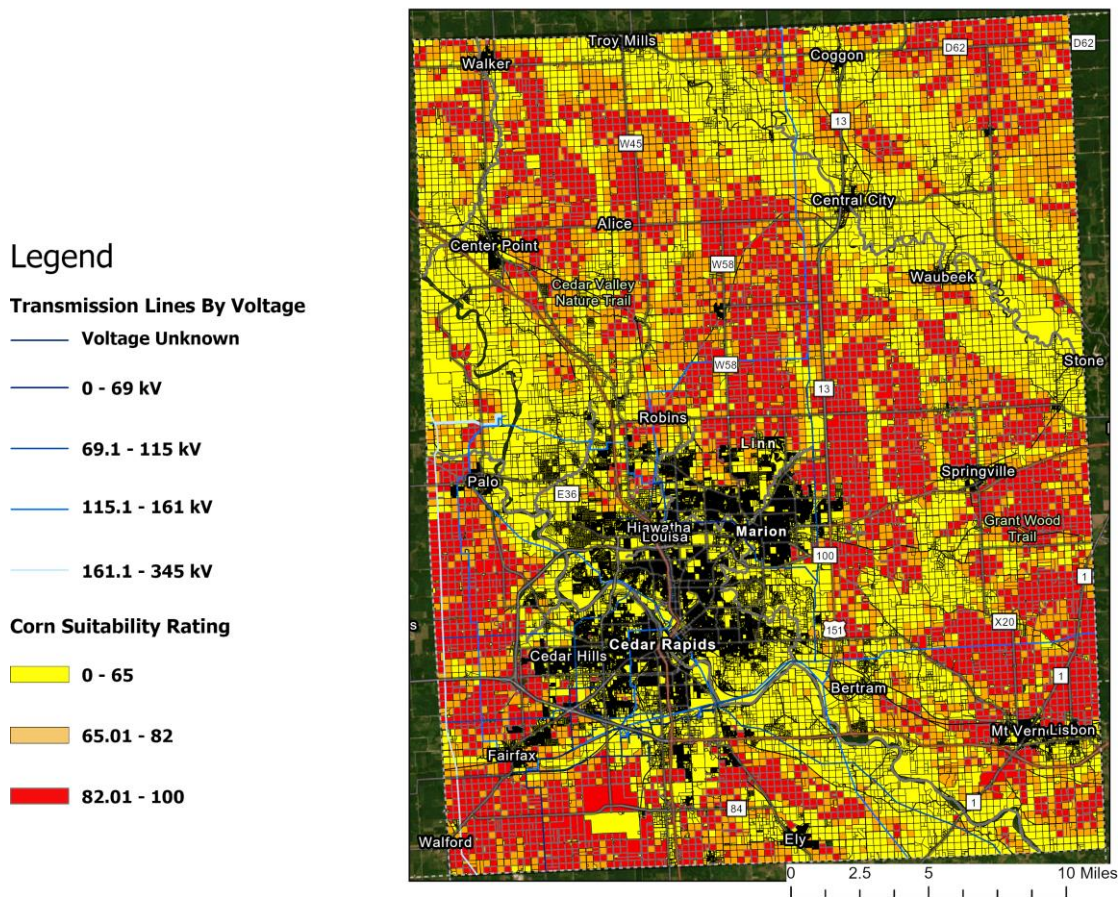 Legend
Transmission Lines By Voltage
Voltage Unknown
0 - 69 kV
69.1 - 115 kV
115.1 - 161 kV
161.1 - 345 kV
Corn Suitability Rating
0 - 65
65.01 - 82
82.01 - 100
Troy Mills
Walker
Coggon
D62
D62
13
W45
Central City
Alice
Center Point
W58
Waubeek
Cedar Valley
Nature Trail
Stone
W58
13
Robins
Linn
Springville
Palo
E36
Grant Wood
Trail
Hiawatha
Louisa
Marion
100
1
X20
151
s
Cedar Rapids
Cedar Hills
1
Bertram
Mt Vern
Lisbon
Fairfax
1
84
Walford
Ely
0
2.5
5
10 Miles